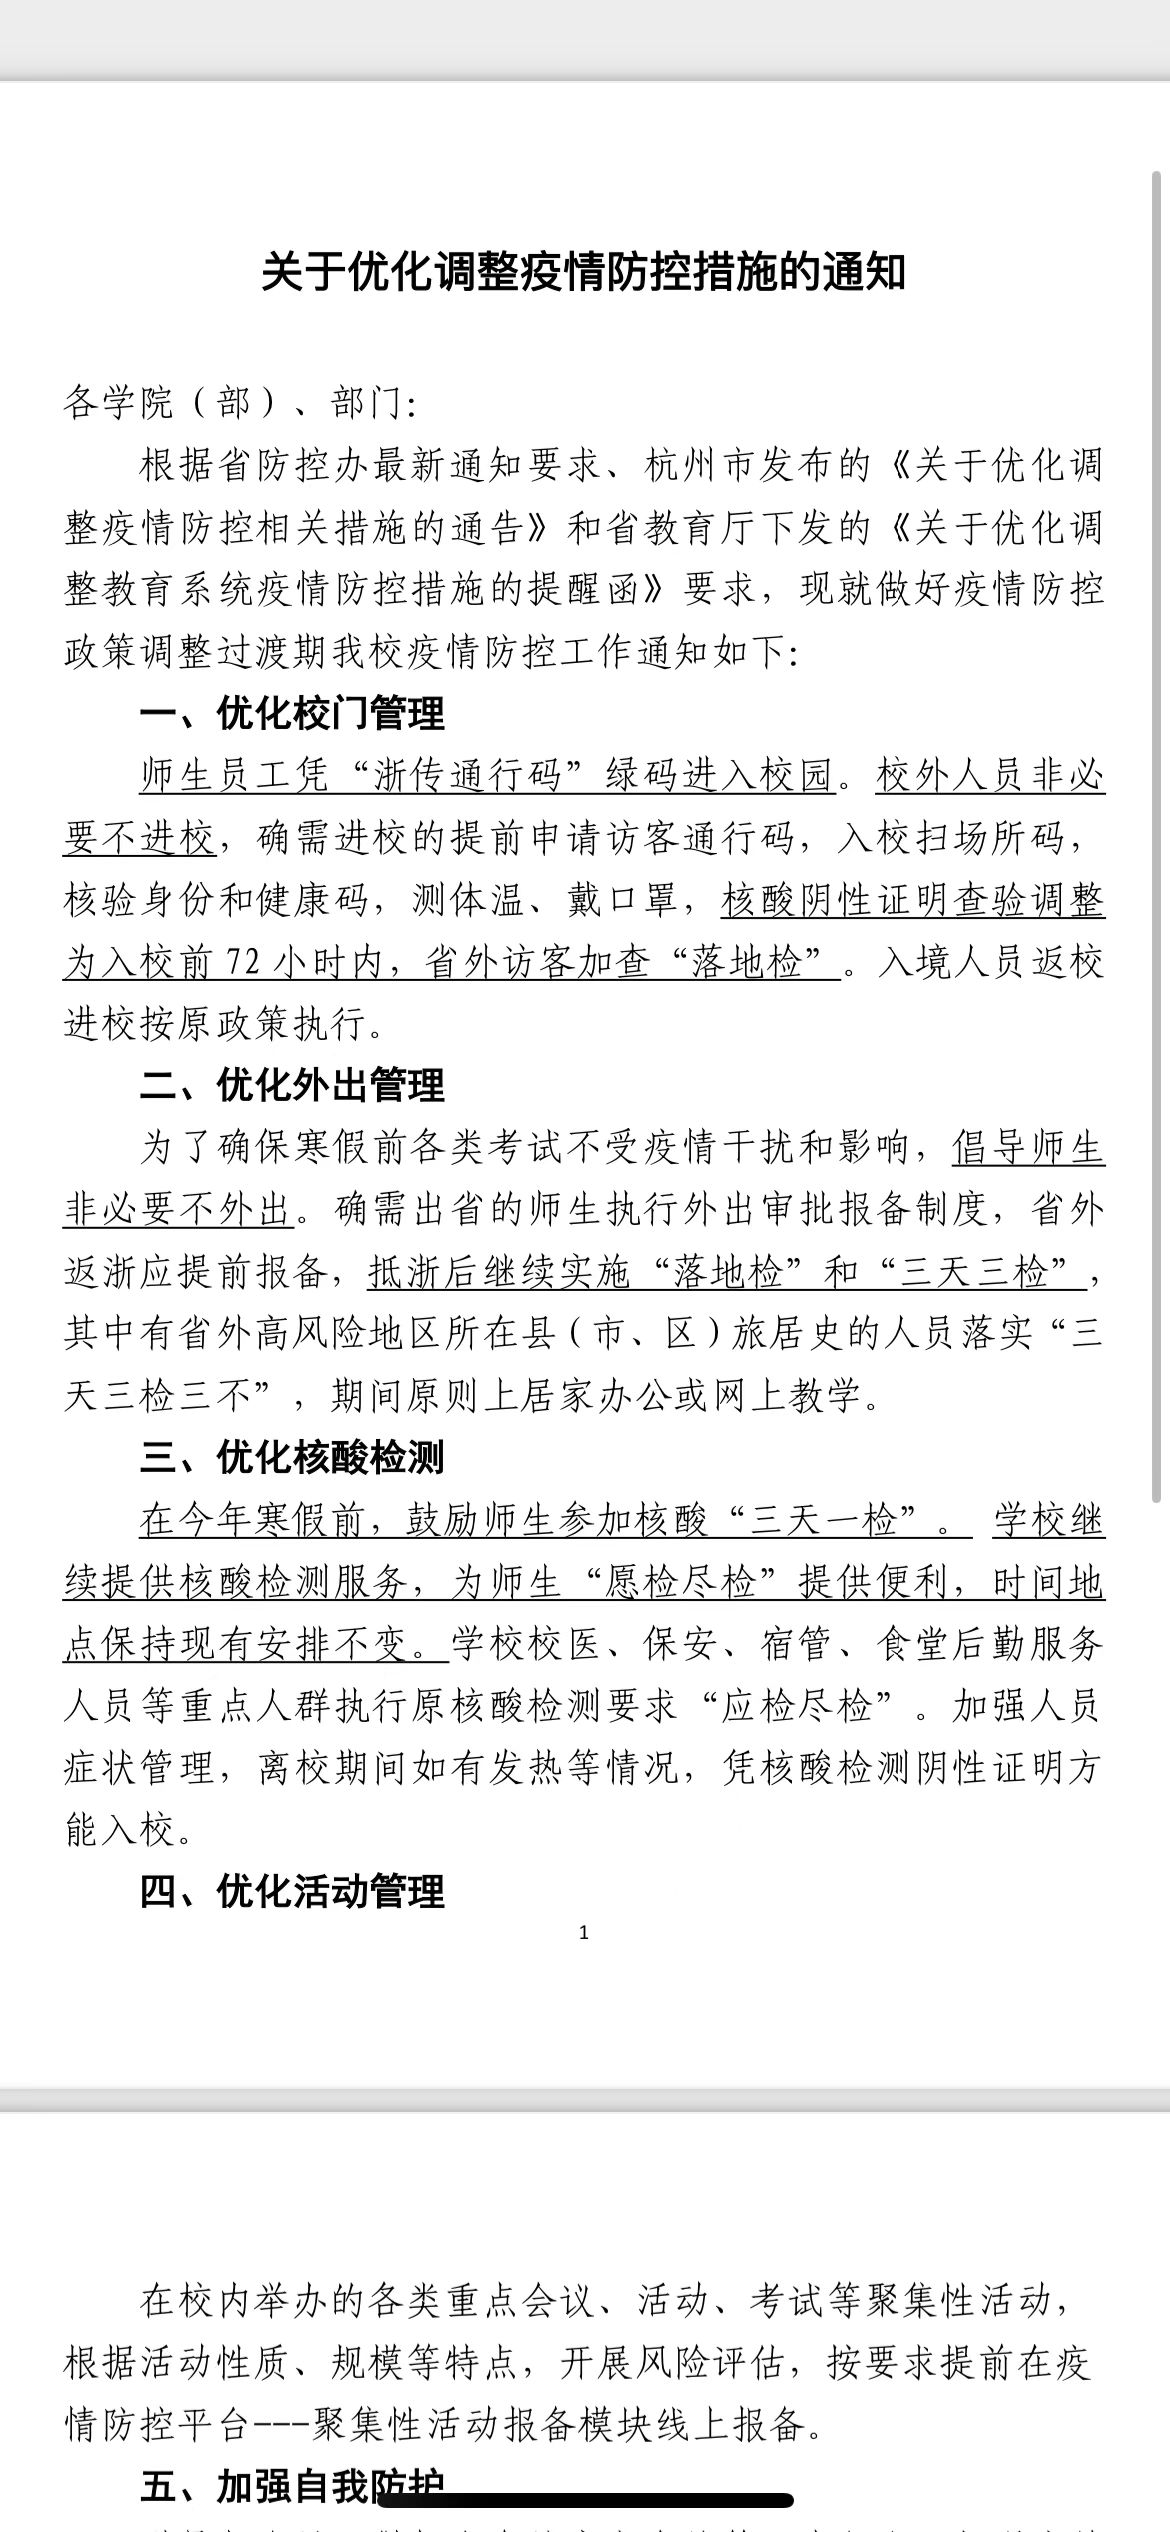 关于优化调整疫情防控措施的通知
各学院（部）、部门：
根据省防控办最新通知要求、杭州市发布的《关于优化调
整疫情防控相关措施的通告》和省教育厅下发的《关于优化调
整教育系统疫情防控措施的提醒函》要求，现就做好疫情防控
政策调整过渡期我校疫情防控工作通知如下：
一、优化校门管理
师生员工凭“浙传通行码”绿码进入校园。校外人员非必
要不进校，确需进校的提前申请访客通行码，入校扫场所码，
核验身份和健康码，测体温、戴口罩，核酸阴性证明查验调整
为入校前 72 小时内，省外访客加查“落地检”。入境人员返校
进校按原政策执行。
二、优化外出管理
为了确保寒假前各类考试不受疫情干扰和影响，倡导师生
非必要不外出。确需出省的师生执行外出审批报备制度，省外
返浙应提前报备，抵浙后继续实施“落地检”和“三天三检”，
其中有省外高风险地区所在县（市、区）旅居史的人员落实“三
天三检三不”，期间原则上居家办公或网上教学。
三、优化核酸检测
在今年寒假前，鼓励师生参加核酸“三天一检”。 学校继
续提供核酸检测服务，为师生“愿检尽检”提供便利，时间地
点保持现有安排不变。学校校医、保安、宿管、食堂后勤服务
人员等重点人群执行原核酸检测要求“应检尽检”。加强人员
症状管理，离校期间如有发热等情况，凭核酸检测阴性证明方
能入校。
四、优化活动管理
1
在校内举办的各类重点会议、活动、考试等聚集性活动，
根据活动性质、规模等特点，开展风险评估，按要求提前在疫
情防控平台---聚集性活动报备模块线上报备。
五、加强自我防护